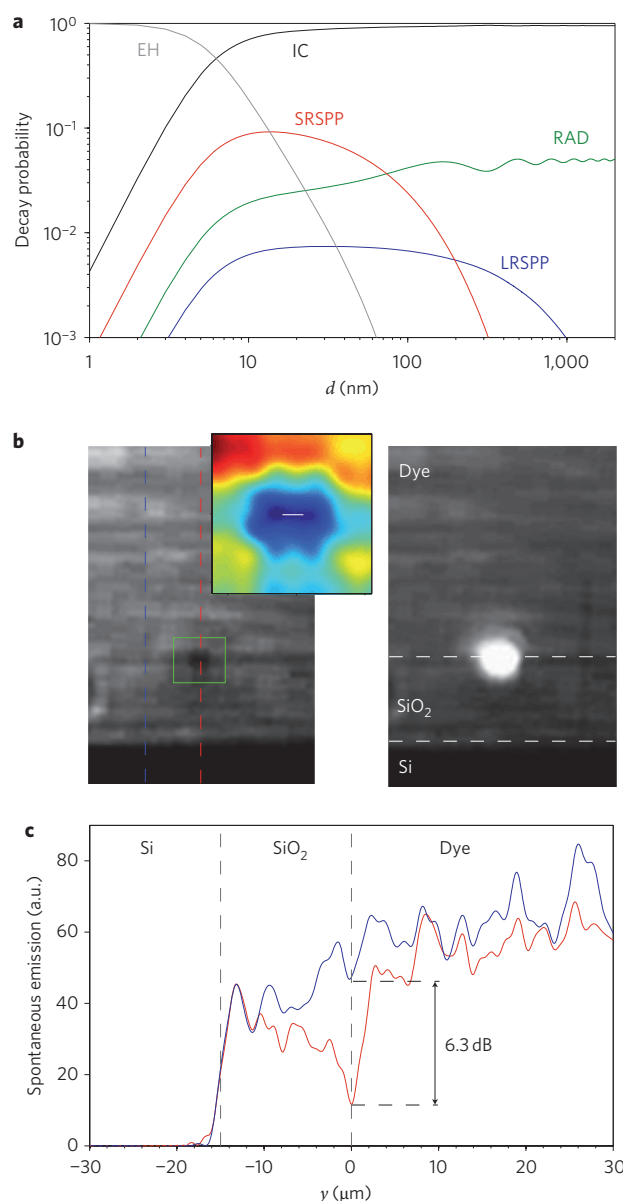 a
10⁰
10⁻¹
10⁻²
10⁻³
Decay probability
EH
IC
SRSPP
RAD
LRSPP
1 10 100 1,000
d (nm)
b
Dye
SiO₂
Si
c
Si SiO₂ Dye
80
60
40
20
0
Spontaneous emission (a.u.)
6.3 dB
−30 −20 −10 0 10 20 30
y (μm)